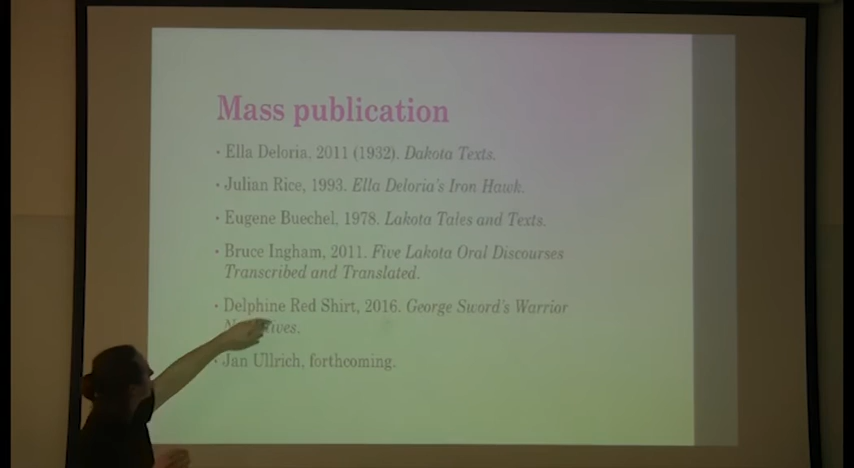 Mass publication
· Ella Deloria, 2011 (1932). Dakota Texts.
· Julian Rice, 1993. Ella Deloria's Iron Hawk.
· Eugene Buechel, 1978. Lakota Tales and Texts.
· Bruce Ingham, 2011. Five Lakota Oral Discourses
Transcribed and Translated.
· Delphine Red Shirt, 2016. George Sword's Warrior
· Jan Ullrich, forthcoming.